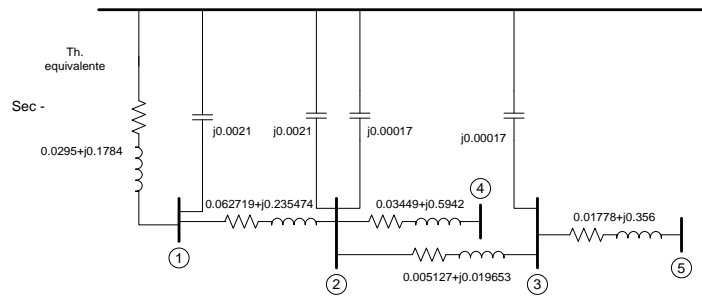 Th.
equivalente
Sec -
j0.0021
j0.0021
j0.00017
j0.00017
0.0295+j0.1784
0.062719+j0.235474
0.03449+j0.5942
4
0.01778+j0.356
1
2
0.005127+j0.019653
3
5